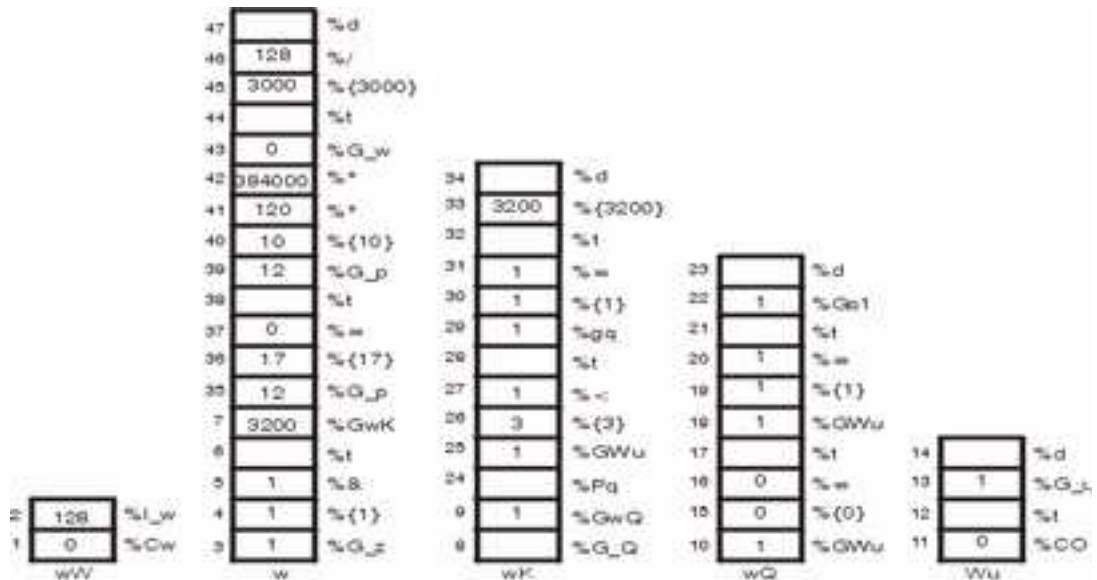 47 %d
46 128 %/
45 3000 %{3000}
44 %t
43 0 %G_w
42 384000 %*
41 120 %*
40 10 %{10}
39 12 %G_p
38 %t
37 0 %=
36 17 %{17}
35 12 %G_p
7 3200 %GwK
6 %t
5 1 %&
4 1 %{1}
3 1 %G_z
w
2 128 %I_w
1 0 %Cw
wW
34 %d
33 3200 %{3200}
32 %t
31 1 %=
30 1 %{1}
29 1 %gq
28 %t
27 1 %<
26 3 %{3}
25 1 %GWu
24 %Pq
9 1 %GwQ
8 %G_Q
wK
23 %d
22 1 %Gp1
21 %t
20 1 %=
19 1 %{1}
18 1 %GWu
17 %t
16 0 %=
15 0 %{0}
10 1 %GWu
wQ
14 %d
13 1
12 %t
11 0 %CO
Wu